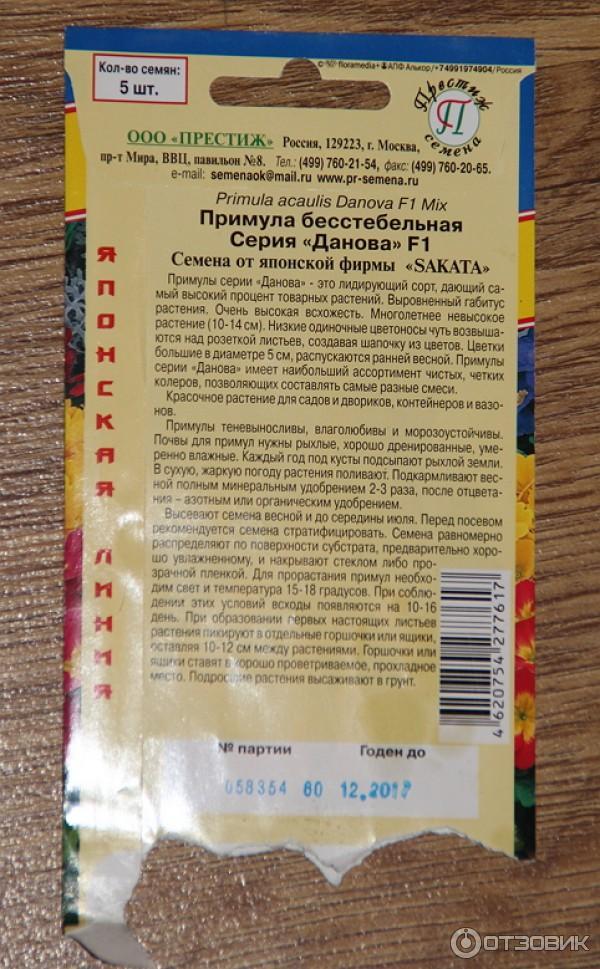 Кол-во семян:
5 шт.
floramedia+ АПФ Алькор/+74991974904/Россия
Престиж
П
семена
ООО «ПРЕСТИЖ» Россия, 129223, г. Москва,
пр-т Мира, ВВЦ, павильон №8. Тел.: (499) 760-21-54, факс: (499) 760-20-65.
e-mail: semenaok@mail.ru www.pr-semena.ru
Primula acaulis Danova F1 Mix
Примула бесстебельная
Серия «Данова» F1
Семена от японской фирмы «SAKATA»
ЯПОНСКАЯ ЛИНИЯ
Примулы серии «Данова» - это лидирующий сорт, дающий са-
мый высокий процент товарных растений. Выровненный габитус
растения. Очень высокая всхожесть. Многолетнее невысокое
растение (10-14 см). Низкие одиночные цветоносы чуть возвыша-
ются над розеткой листьев, создавая шапочку из цветов. Цветки
большие в диаметре 5 см, распускаются ранней весной. Примулы
серии «Данова» имеет наибольший ассортимент чистых, четких
колеров, позволяющих составлять самые разные смеси.
Красочное растение для садов и двориков, контейнеров и вазо-
нов.
Примулы теневыносливы, влаголюбивы и морозоустойчивы.
Почвы для примул нужны рыхлые, хорошо дренированные, уме-
ренно влажные. Каждый год под кусты подсыпают рыхлой земли.
В сухую, жаркую погоду растения поливают. Подкармливают вес-
ной полным минеральным удобрением 2-3 раза, после отцвета-
ния – азотным или органическим удобрением.
Высевают семена весной и до середины июля. Перед посевом
рекомендуется семена стратифицировать. Семена равномерно
распределяют по поверхности субстрата, предварительно хоро-
шо увлажненному, и накрывают стеклом либо про-
зрачной пленкой. Для прорастания примул необхо-
дим свет и температура 15-18 градусов. При соблю-
дении этих условий всходы появляются на 10-16
день. При образовании первых настоящих листьев
растения пикируют в отдельные горшочки или ящики,
оставляя 10-12 см между растениями. Горшочки или
ящики ставят в хорошо проветриваемое, прохладное
место. Подросшие растения высаживают в грунт.
4 620754 277617
№ партии Годен до
058354 60 12.2017
ОТЗОВИК